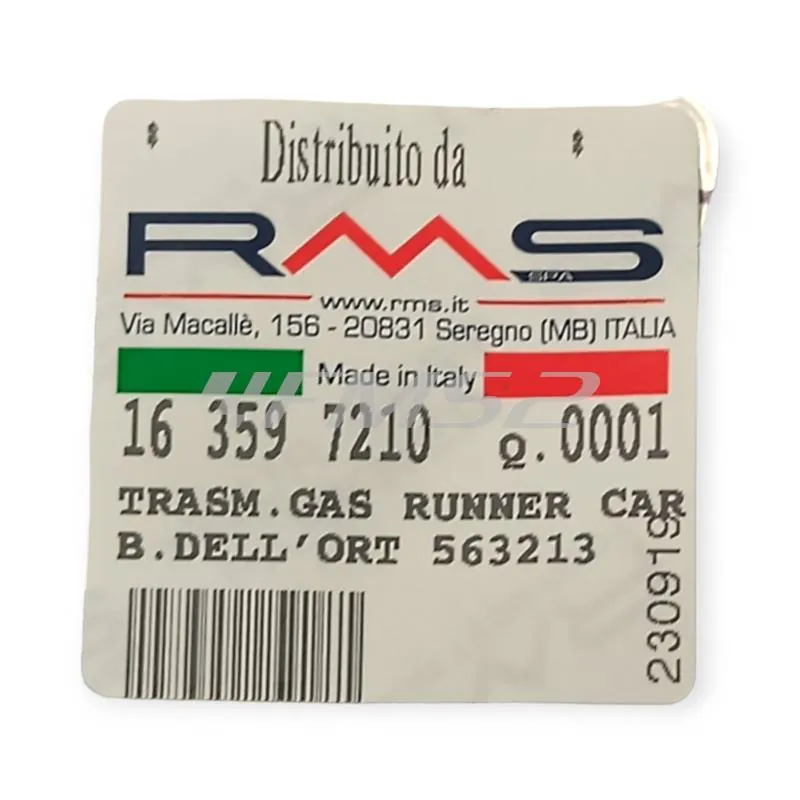 Distribuito da
RMS
SPA
www.rms.it
Via Macallè, 156 - 20831 Seregno (MB) ITALIA
Made in Italy
16 359 7210 Q.0001
TRASM.GAS RUNNER CAR
B.DELL'ORT 563213
230919